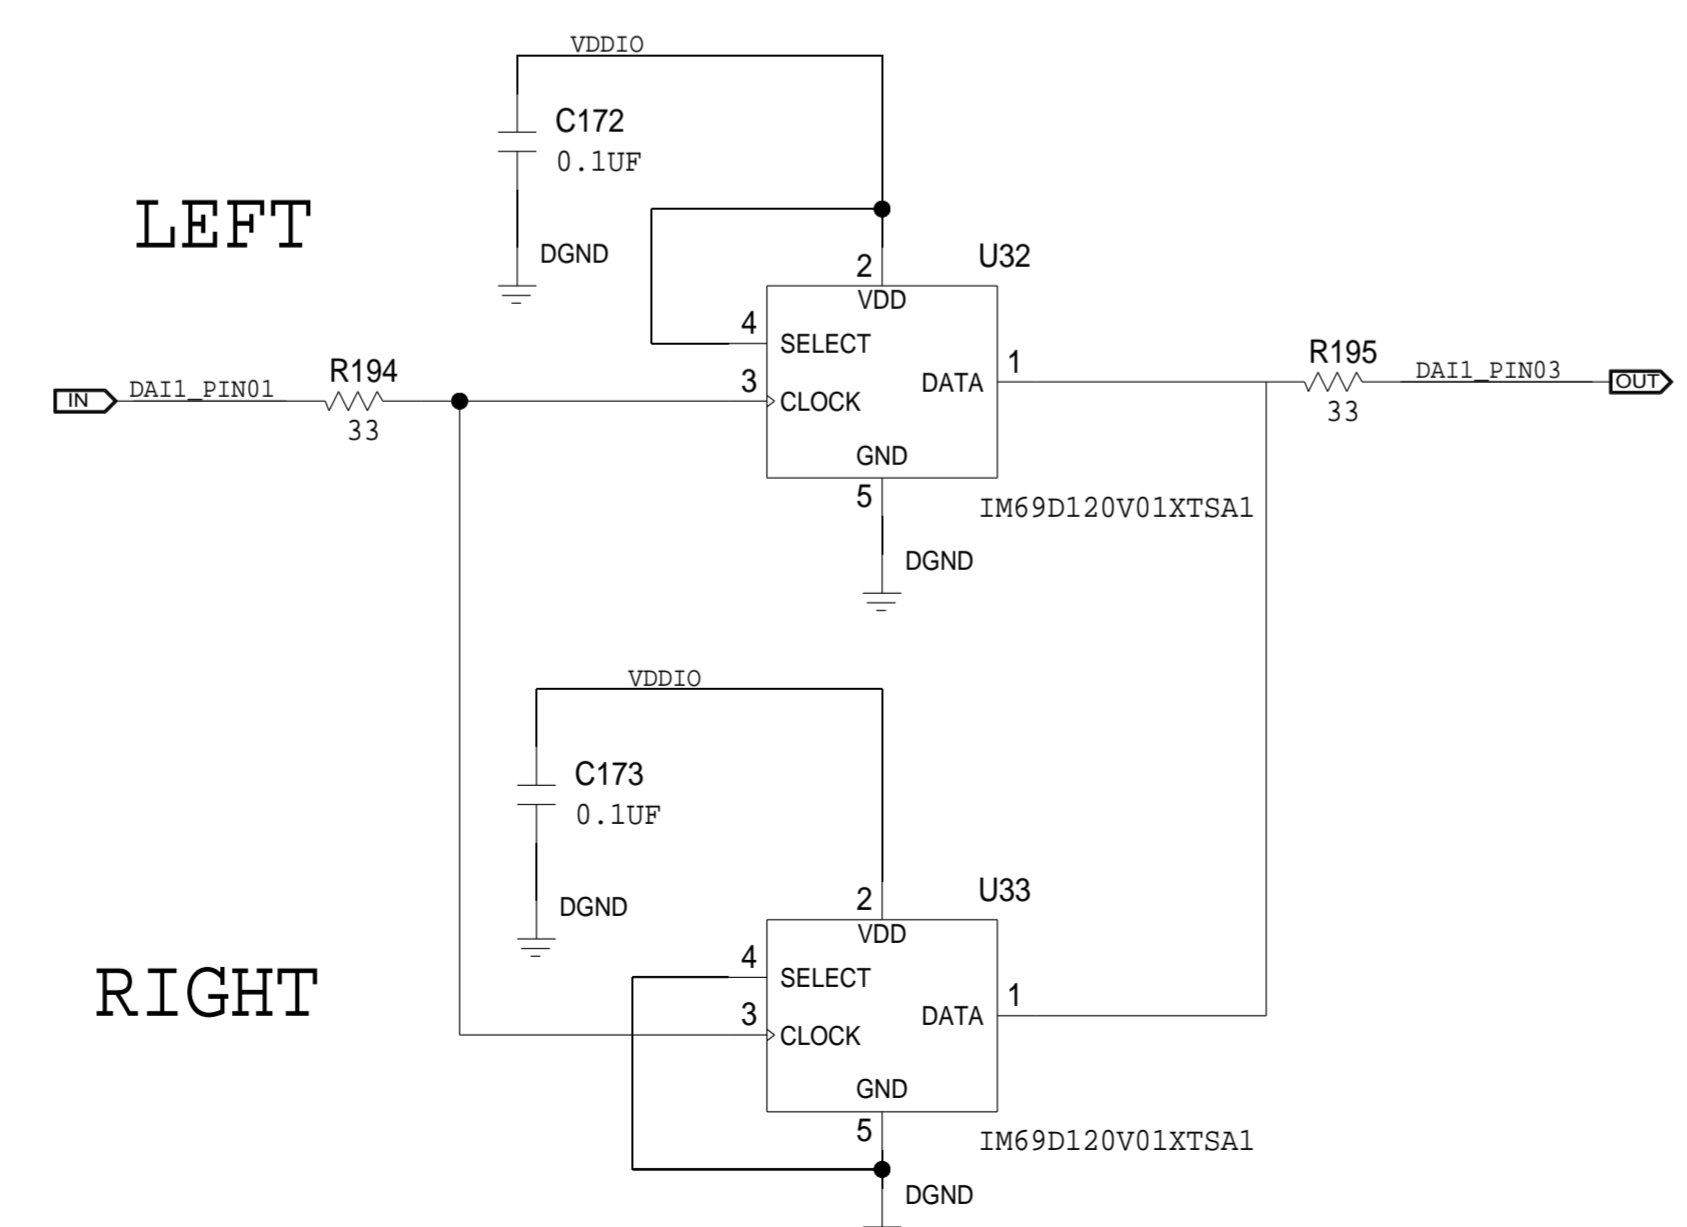 VDDIO
C172
0.1UF
LEFT
DGND
U32
2
VDD
4
SELECT
3
CLOCK
1
DATA
GND
5
IM69D120V01XTSA1
DGND
IN
DAI1_PIN01
R194
33
R195
33
DAI1_PIN03
OUT
VDDIO
C173
0.1UF
DGND
U33
2
VDD
RIGHT
4
SELECT
3
CLOCK
1
DATA
GND
5
IM69D120V01XTSA1
DGND